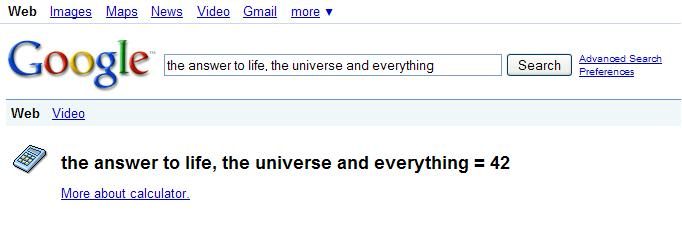 Web Images Maps News Video Gmail more ▼
Google™ the answer to life, the universe and everything Search Advanced Search
Preferences
Web Video
the answer to life, the universe and everything = 42
More about calculator.